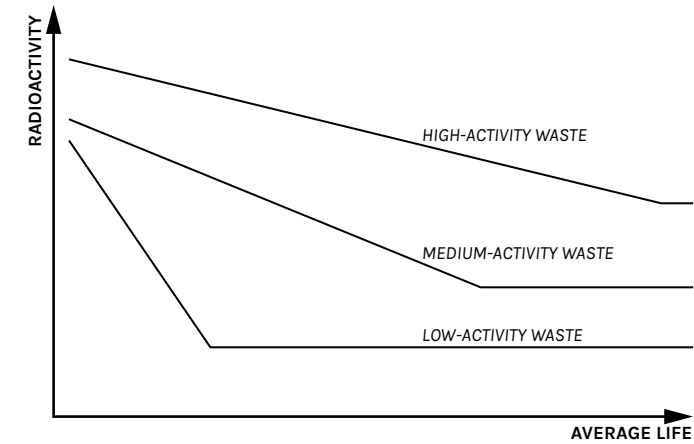 RADIOACTIVITY
HIGH-ACTIVITY WASTE
MEDIUM-ACTIVITY WASTE
LOW-ACTIVITY WASTE
AVERAGE LIFE